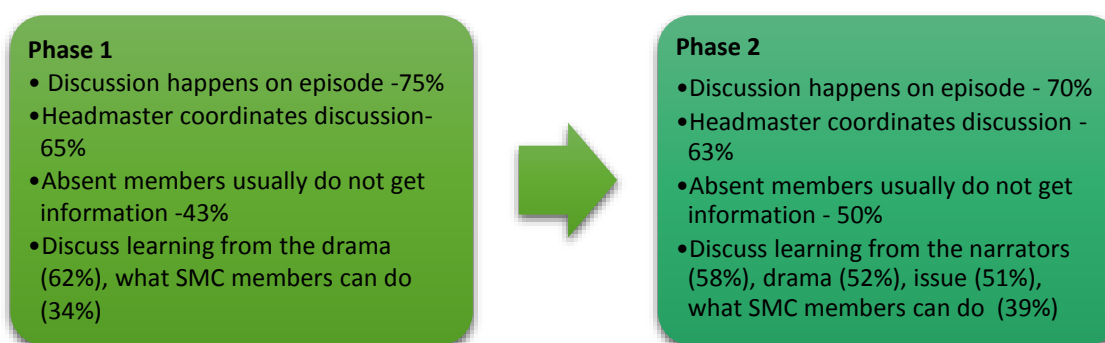 Phase 1
• Discussion happens on episode -75%
•Headmaster coordinates discussion-
65%
•Absent members usually do not get
information -43%
•Discuss learning from the drama
(62%), what SMC members can do
(34%)
Phase 2
•Discussion happens on episode - 70%
•Headmaster coordinates discussion -
63%
•Absent members usually do not get
information - 50%
•Discuss learning from the narrators
(58%), drama (52%), issue (51%),
what SMC members can do  (39%)